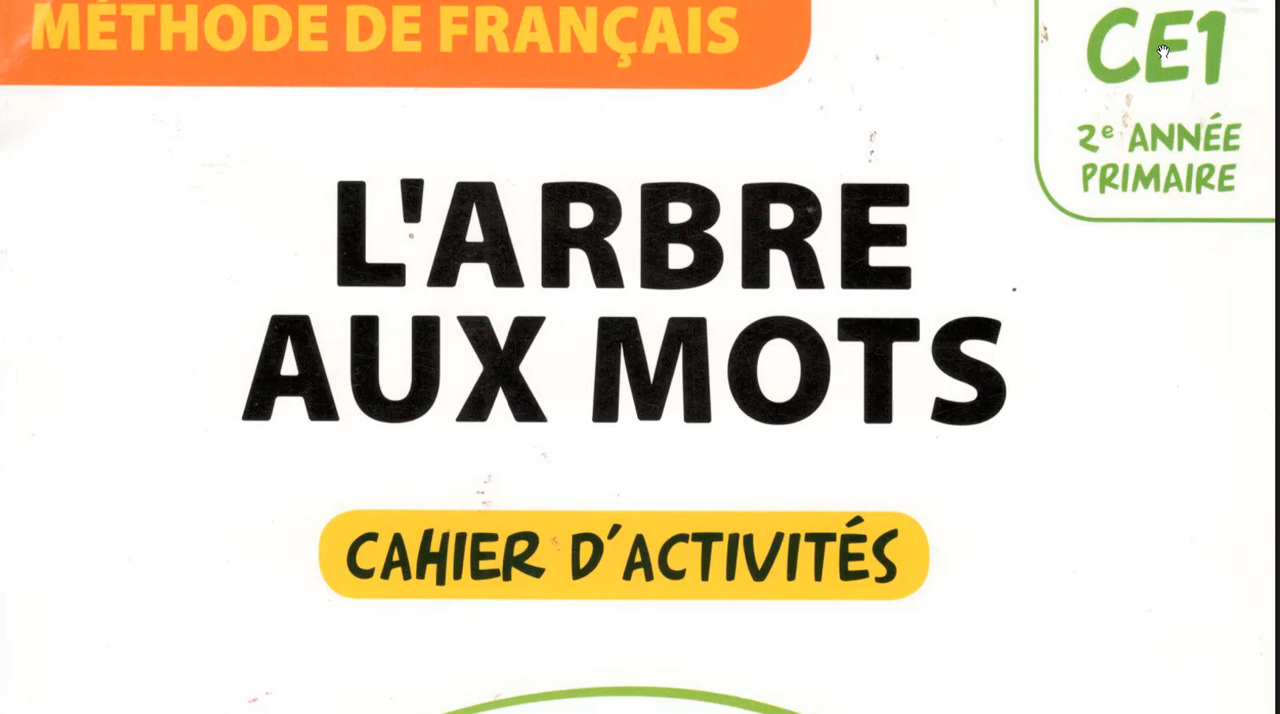 MÉTHODE DE FRANÇAIS
CE1
2e ANNÉE
PRIMAIRE
L'ARBRE
AUX MOTS
CAHIER D'ACTIVITÉS